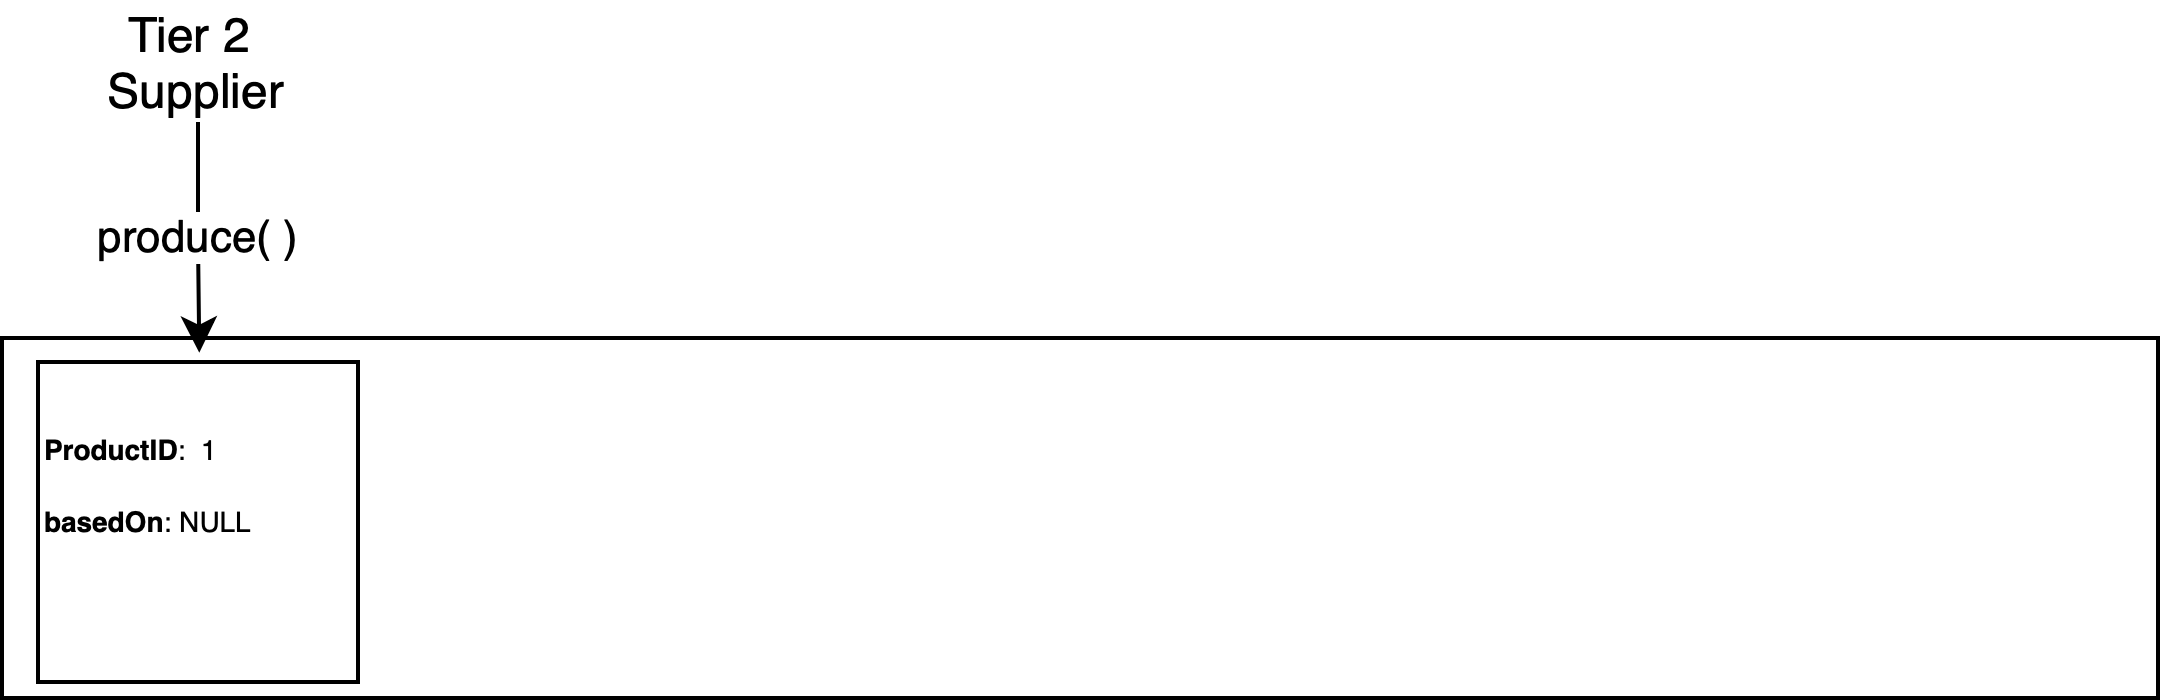 Tier 2
Supplier
produce( )
ProductID:  1
basedOn: NULL